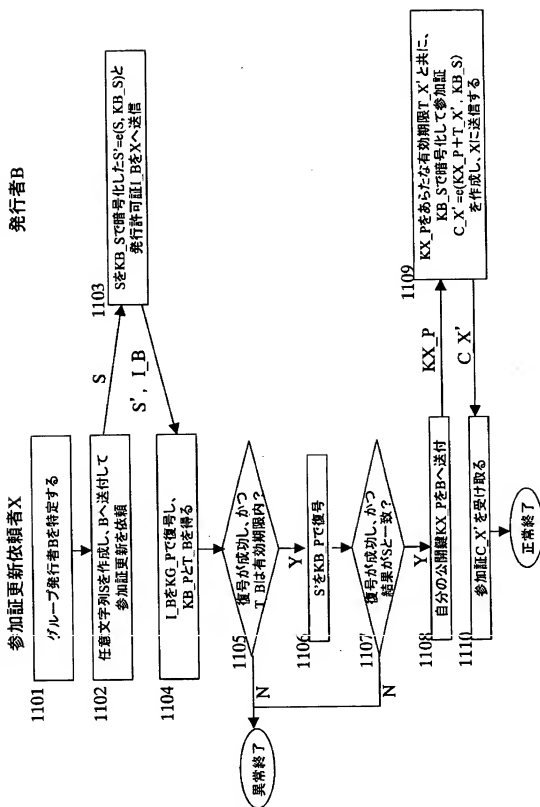 参加証更新依頼者X
発行者B
1101
グループ発行者Bを特定する
1102
任意文字列Sを作成し、Bへ送付して
参加証更新を依頼
S
1103
SをKB_Sで暗号化したS'=e(S, KB_S)と
発行許可証I_BをXへ送信
S', I_B
1104
I_BをKG_Pで復号し、
KB_PとT_Bを得る
1105
復号が成功し、かつ
T_Bは有効期限内?
N
Y
異常終了
1106
S'をKB_Pで復号
1107
復号が成功し、かつ
結果がSと一致?
N
Y
1108
自分の公開鍵KX_PをBへ送付
KX_P
1109
KX_Pをあらたな有効期限T_X'と共に、
KB_Sで暗号化して参加証
C_X'=e(KX_P+T_X', KB_S)
を作成し、Xに送信する
C_X'
1110
参加証C_X'を受け取る
正常終了